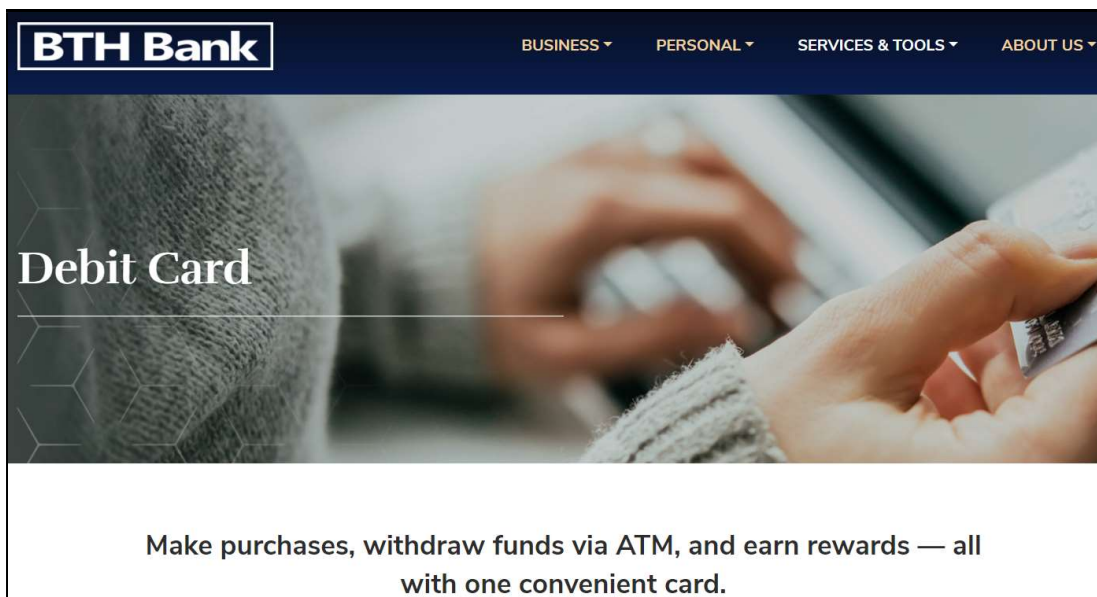 BTH Bank
BUSINESS PERSONAL SERVICES & TOOLS ABOUT US
Debit Card
Make purchases, withdraw funds via ATM, and earn rewards — all
with one convenient card.